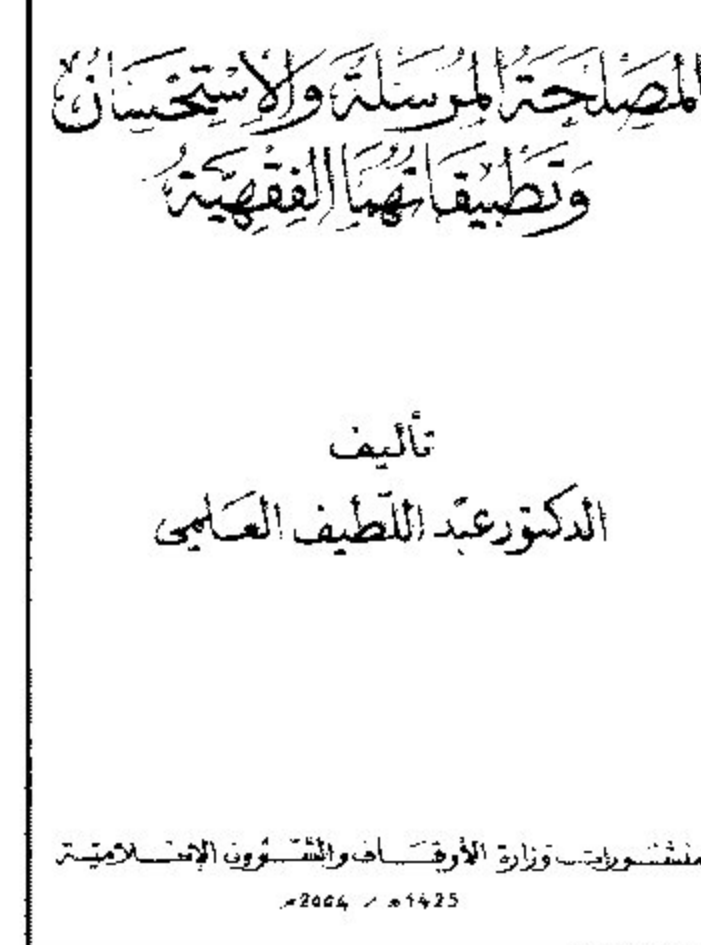 المصلحة المرسلة والاستحسان
وتطبيقاتهما الفقهية
تأليف
الدكتور عبد اللطيف العلمي
منشورات وزارة الأوقاف والشؤون الإسلامية
1425هـ / 2004م